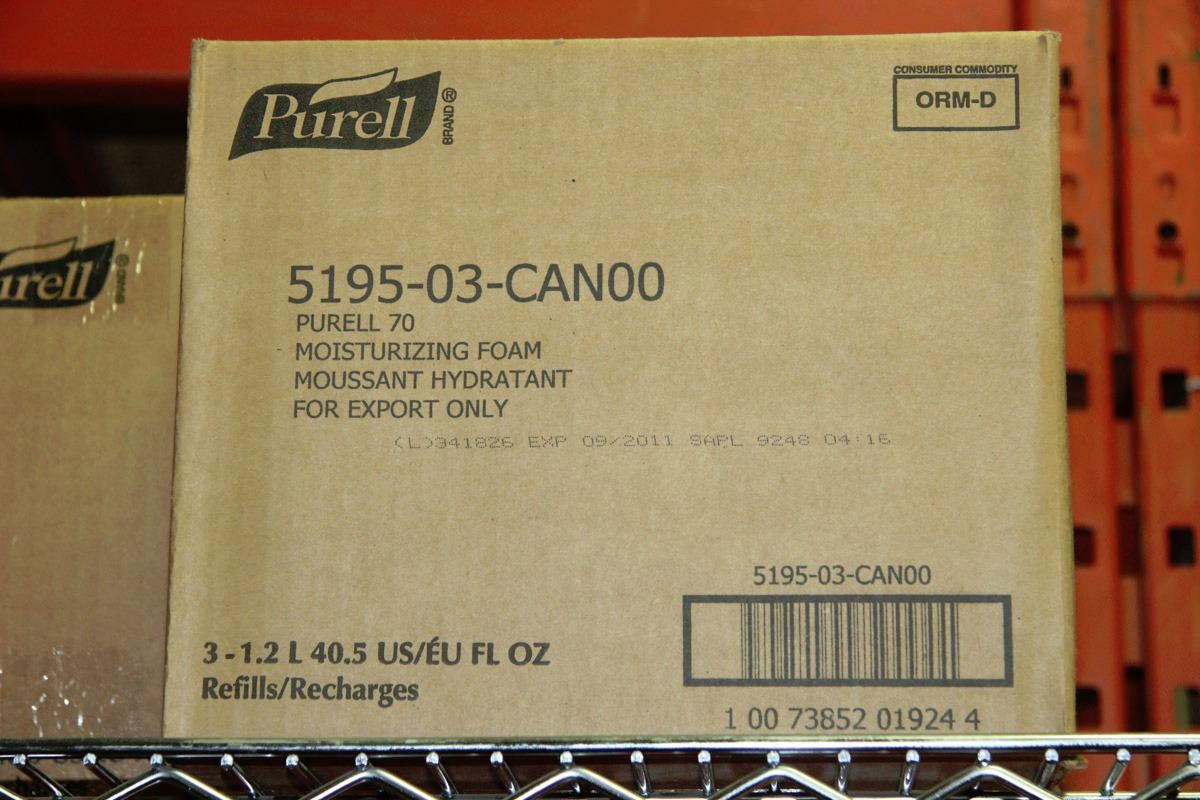 Purell BRAND ®
CONSUMER COMMODITY
ORM-D
5195-03-CAN00
PURELL 70
MOISTURIZING FOAM
MOUSSANT HYDRATANT
FOR EXPORT ONLY
(L)941826 EXP 09/2011 SAPL 9248 04:16
5195-03-CAN00
3-1.2 L 40.5 US/ÉU FL OZ
Refills/Recharges
1 00 73852 01924 4
urell